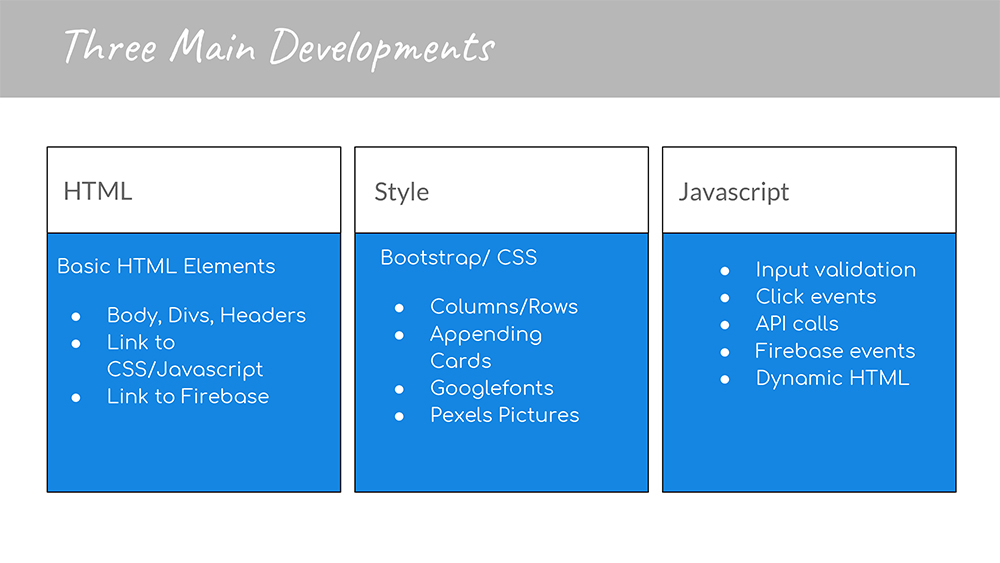 Three Main Developments
HTML
Basic HTML Elements
● Body, Divs, Headers
● Link to
CSS/Javascript
● Link to Firebase
Style
Bootstrap/ CSS
● Columns/Rows
● Appending
Cards
● Googlefonts
● Pexels Pictures
Javascript
● Input validation
● Click events
● API calls
● Firebase events
● Dynamic HTML